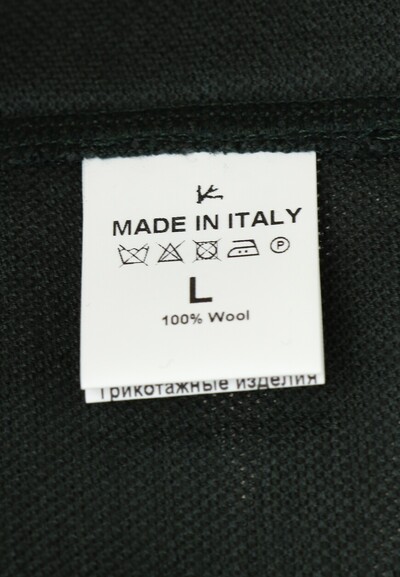 MADE IN ITALY
P
L
100% Wool
Трикотажные изделия